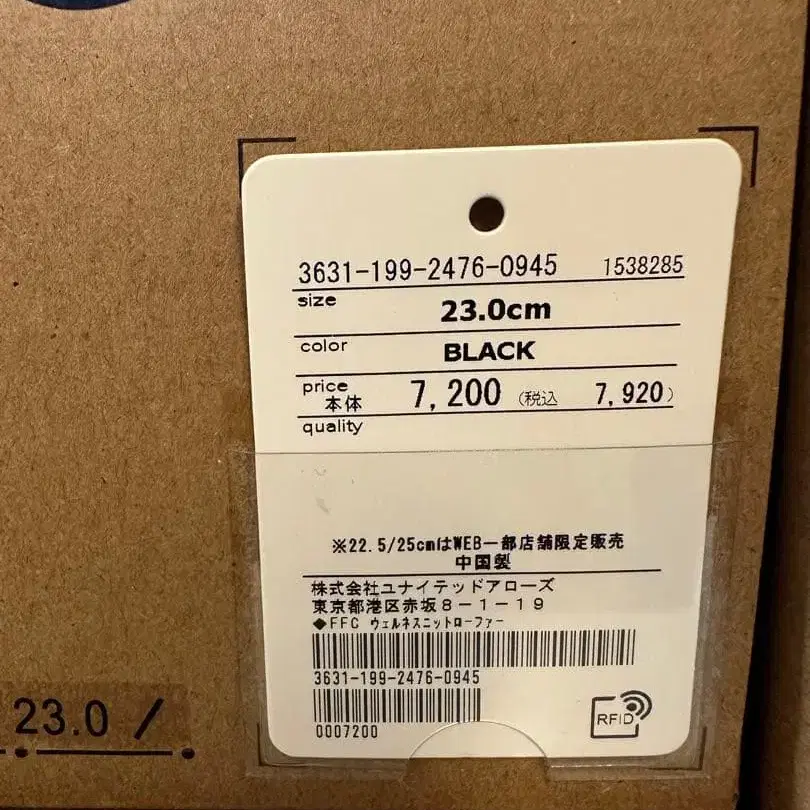 3631-199-2476-0945 1538285
size 23.0cm
color BLACK
price
本体 7,200 (税込 7,920)
quality
※22.5/25cmはWEB一部店舗限定販売
中国製
株式会社ユナイテッドアローズ
東京都港区赤坂8-1-19
◆FFC ウェルネスニットローファー
3631-199-2476-0945
0007200
RFID
23.0 /